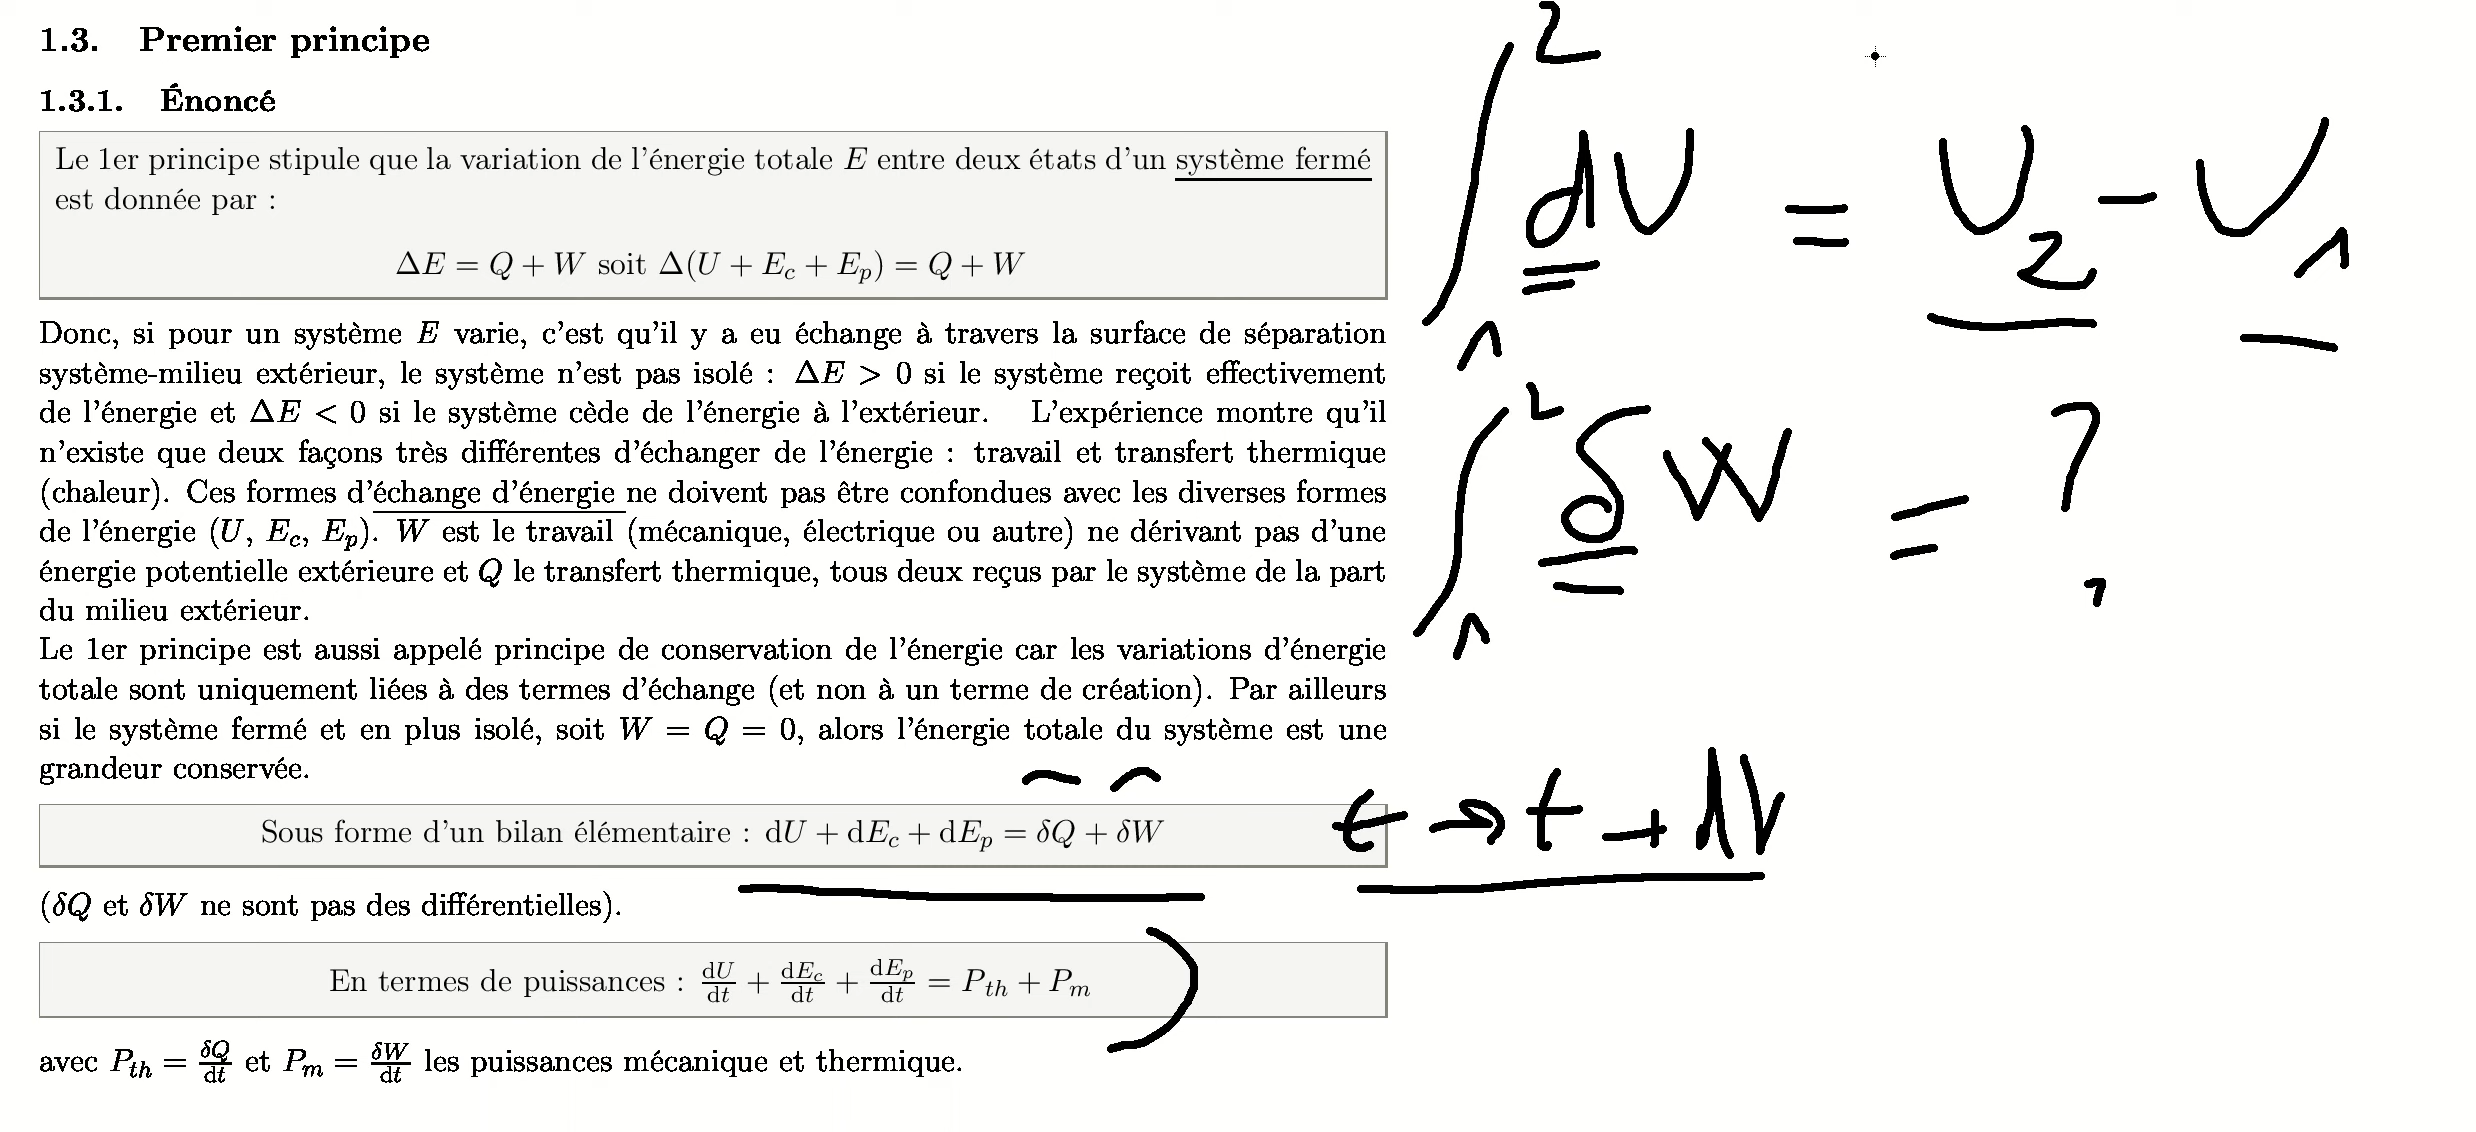 1.3. Premier principe
1.3.1. Énoncé
Le 1er principe stipule que la variation de l'énergie totale E entre deux états d'un système fermé
est donnée par :
ΔE = Q + W soit Δ(U + E_c + E_p) = Q + W
Donc, si pour un système E varie, c'est qu'il y a eu échange à travers la surface de séparation
système-milieu extérieur, le système n'est pas isolé : ΔE > 0 si le système reçoit effectivement
de l'énergie et ΔE < 0 si le système cède de l'énergie à l'extérieur. L'expérience montre qu'il
n'existe que deux façons très différentes d'échanger de l'énergie : travail et transfert thermique
(chaleur). Ces formes d'échange d'énergie ne doivent pas être confondues avec les diverses formes
de l'énergie (U, E_c, E_p). W est le travail (mécanique, électrique ou autre) ne dérivant pas d'une
énergie potentielle extérieure et Q le transfert thermique, tous deux reçus par le système de la part
du milieu extérieur.
Le 1er principe est aussi appelé principe de conservation de l'énergie car les variations d'énergie
totale sont uniquement liées à des termes d'échange (et non à un terme de création). Par ailleurs
si le système fermé et en plus isolé, soit W = Q = 0, alors l'énergie totale du système est une
grandeur conservée.
Sous forme d'un bilan élémentaire : dU + dE_c + dE_p = δQ + δW
(δQ et δW ne sont pas des différentielles).
En termes de puissances : dU/dt + dE_c/dt + dE_p/dt = P_th + P_m
avec P_th = δQ/dt et P_m = δW/dt les puissances mécanique et thermique.
∫_1^2 dU = U_2 - U_1
∫_1^2 δW = ?
t → t + dt